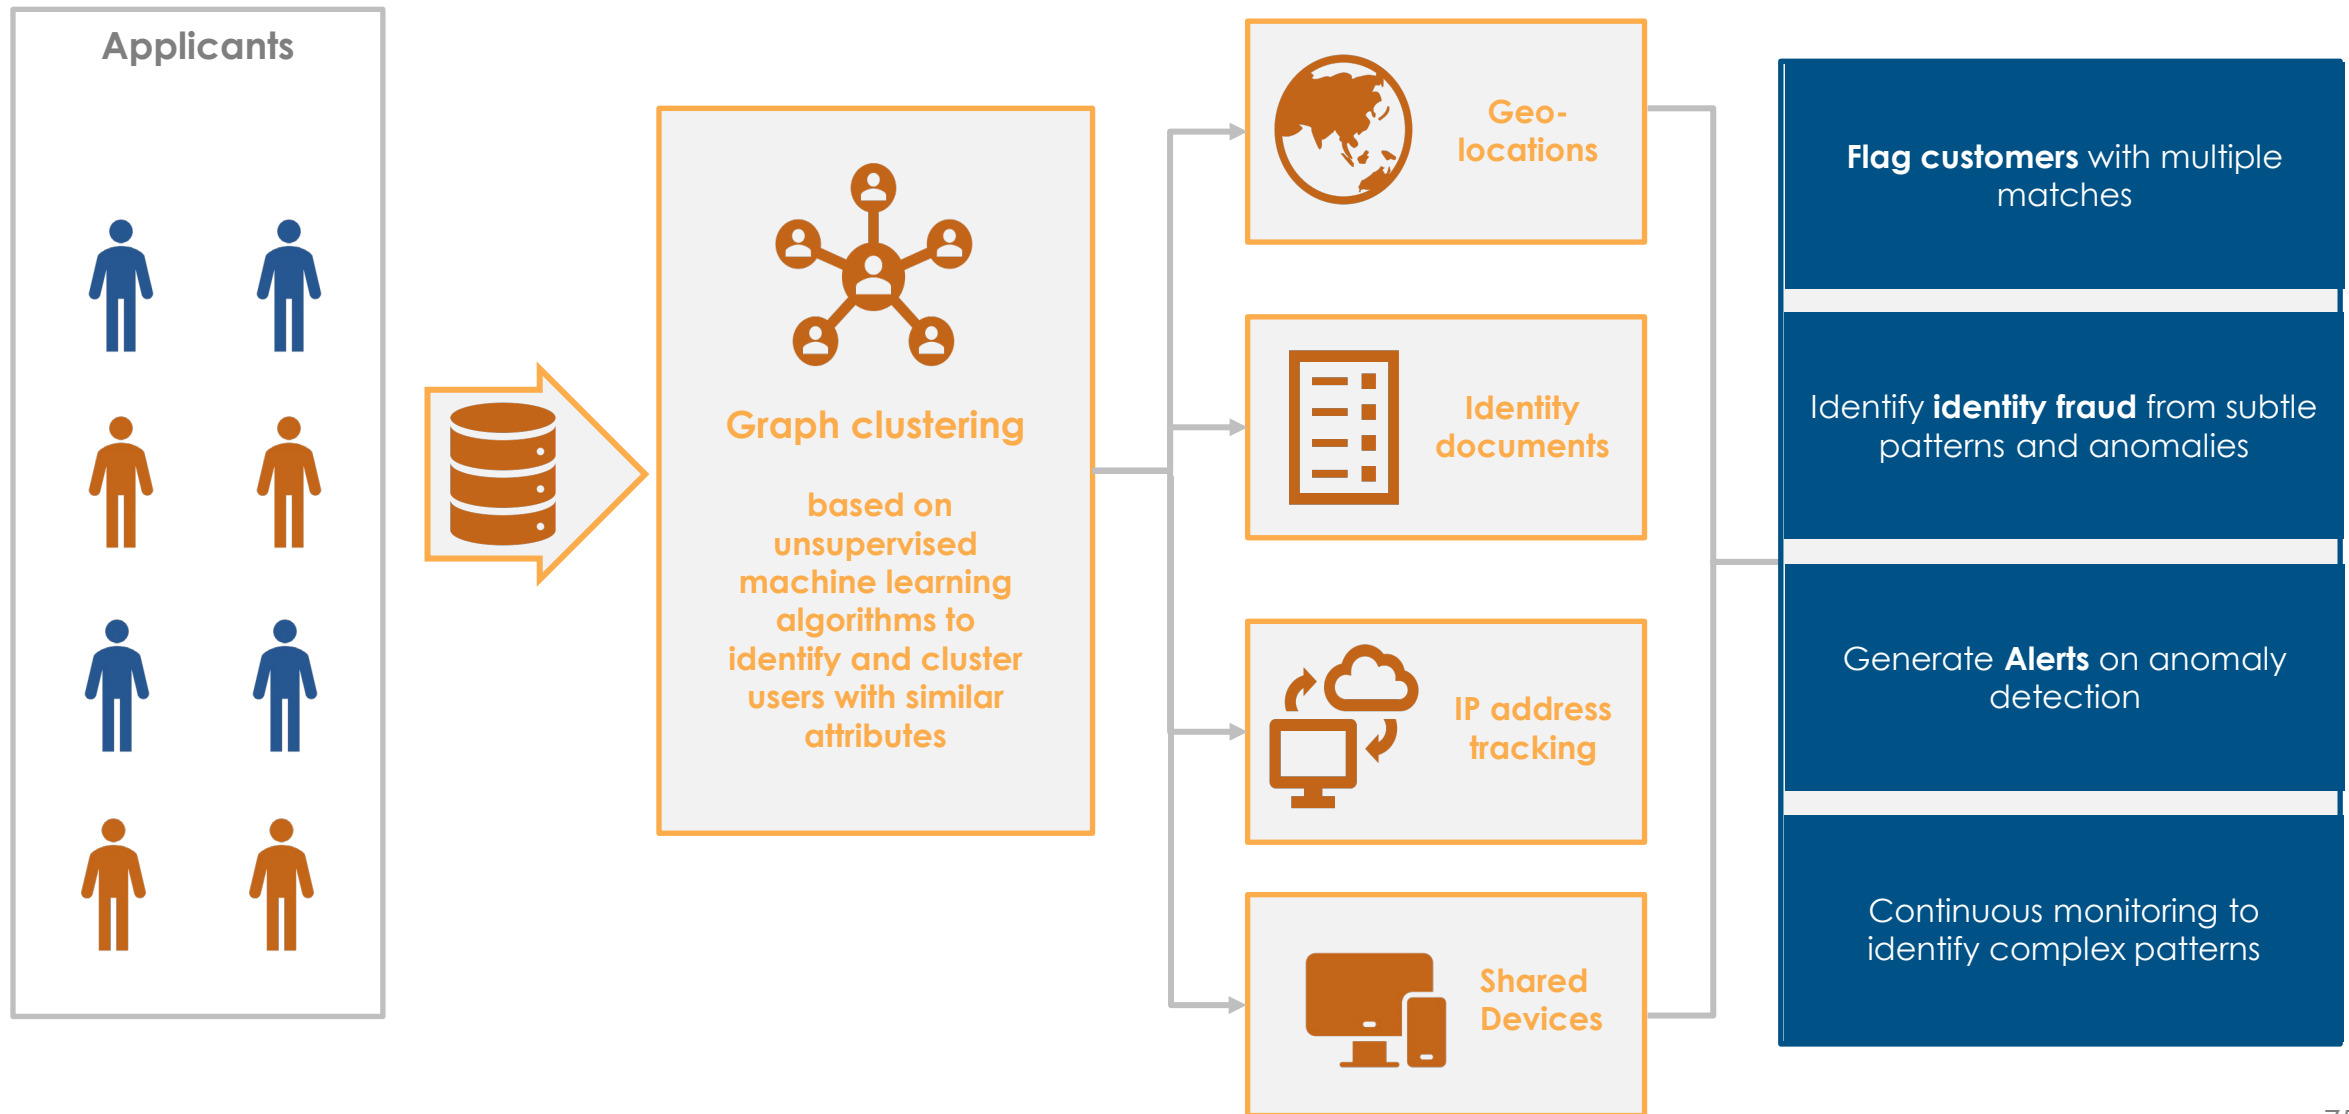 Applicants
Graph clustering
based on
unsupervised
machine learning
algorithms to
identify and cluster
users with similar
attributes
Geo-
locations
Identity
documents
IP address
tracking
Shared
Devices
Flag customers with multiple
matches
Identify identity fraud from subtle
patterns and anomalies
Generate Alerts on anomaly
detection
Continuous monitoring to
identify complex patterns